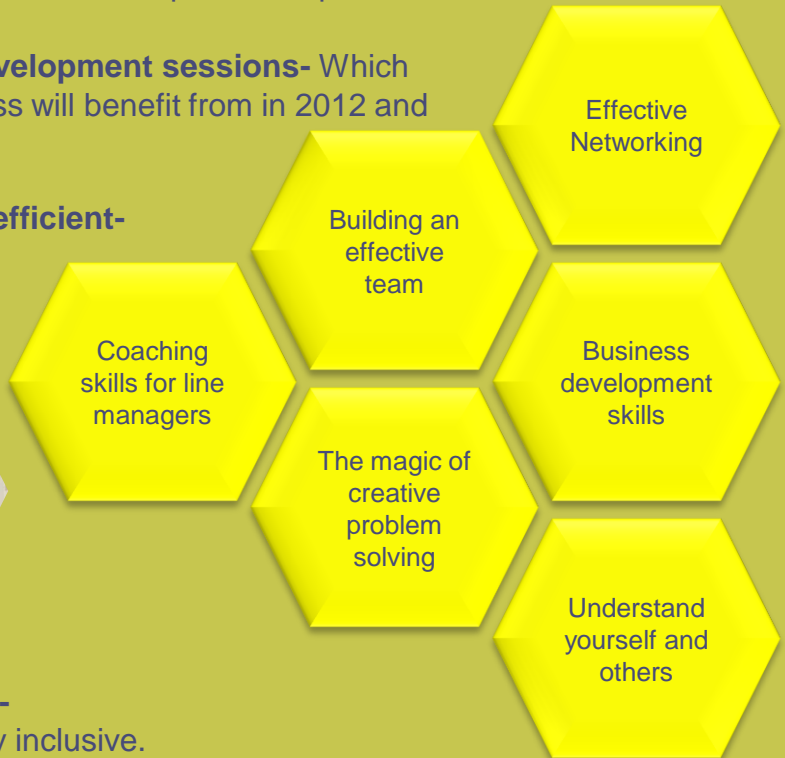 velopment sessions- Which
ss will benefit from in 2012 and
efficient-
-
y inclusive.
Effective
Networking
Building an
effective
team
Coaching
skills for line
managers
Business
development
skills
The magic of
creative
problem
solving
Understand
yourself and
others